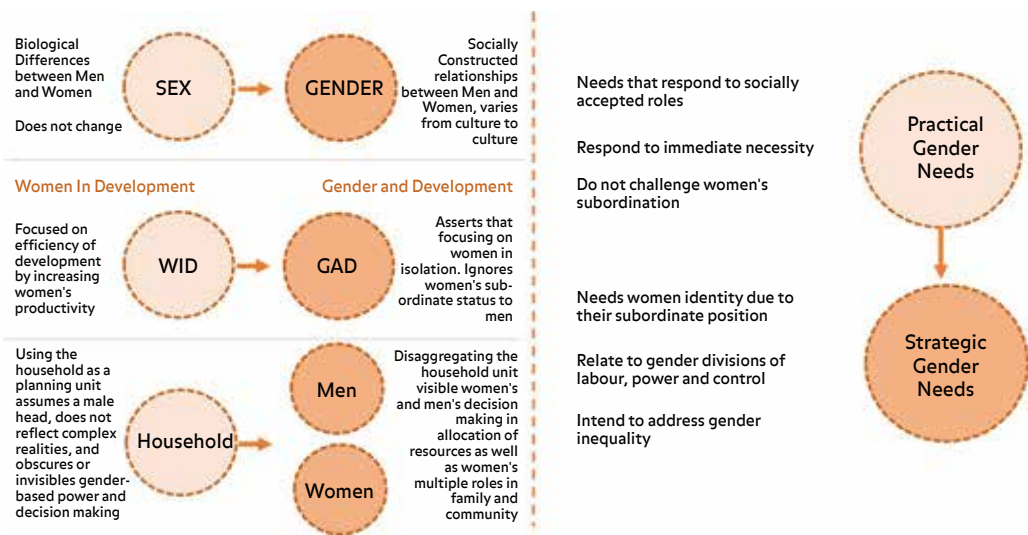 Biological
Differences
between Men
and Women
Does not change
SEX
GENDER
Socially
Constructed
relationships
between Men and
Women, varies
from culture to
culture
Women In Development
Gender and Development
Focused on
efficiency of
development
by increasing
women's
productivity
WID
GAD
Asserts that
focusing on
women in
isolation. Ignores
women's sub-
ordinate status to
men
Using the
household as a
planning unit
assumes a male
head, does not
reflect complex
realities, and
obscures or
invisibles gender-
based power and
decision making
Household
Men
Women
Disaggregating the
household unit
visible women's
and men's decision
making in
allocation of
resources as well
as women's
multiple roles in
family and
community
Needs that respond to socially
accepted roles
Respond to immediate necessity
Do not challenge women's
subordination
Practical
Gender
Needs
Needs women identity due to
their subordinate position
Relate to gender divisions of
labour, power and control
Intend to address gender
inequality
Strategic
Gender
Needs